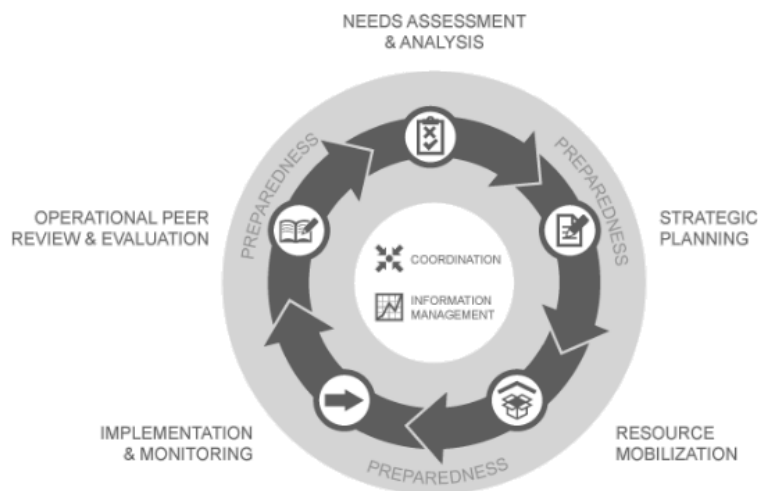 NEEDS ASSESSMENT
& ANALYSIS
PREPAREDNESS
PREPAREDNESS
OPERATIONAL PEER
REVIEW & EVALUATION
STRATEGIC
PLANNING
COORDINATION
INFORMATION
MANAGEMENT
IMPLEMENTATION
& MONITORING
RESOURCE
MOBILIZATION
PREPAREDNESS